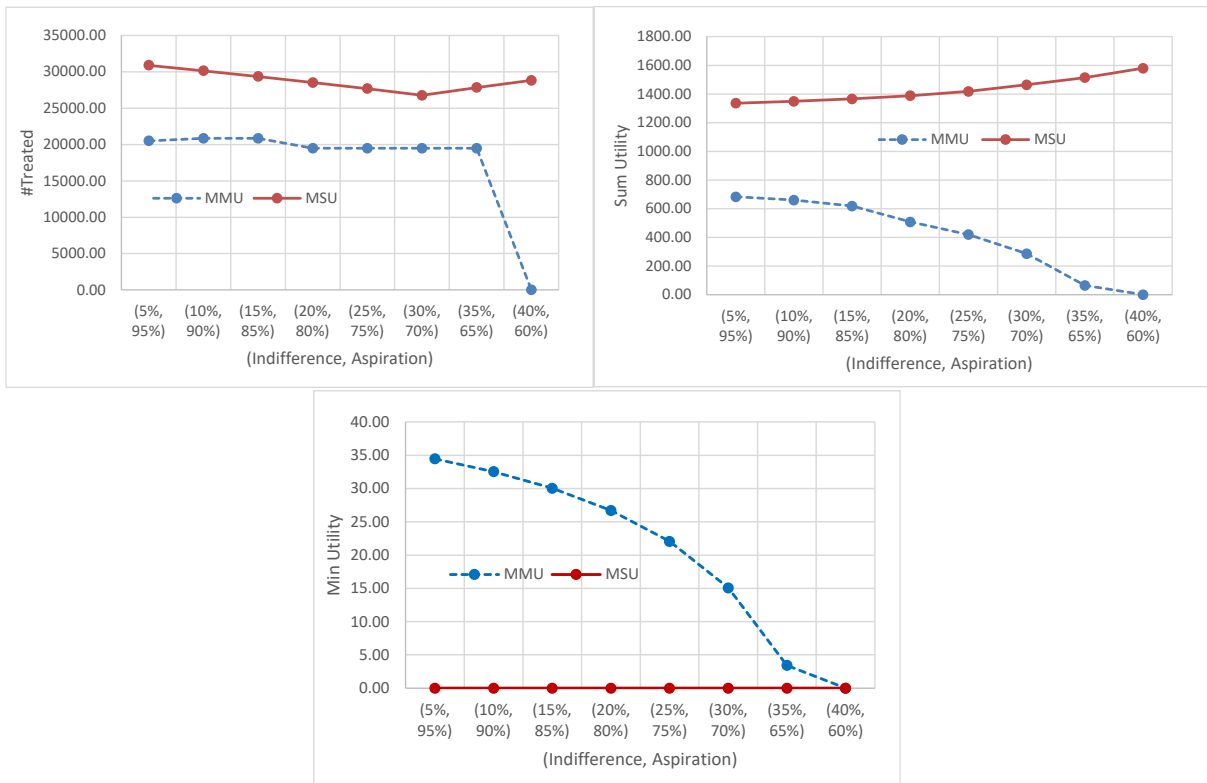 35000.00
30000.00
25000.00
20000.00
15000.00
10000.00
5000.00
0.00
#Treated
MMU MSU
(5%, (10%, (15%, (20%, (25%, (30%, (35%, (40%,
95%) 90%) 85%) 80%) 75%) 70%) 65%) 60%)
(Indifference, Aspiration)
1800.00
1600.00
1400.00
1200.00
1000.00
800.00
600.00
400.00
200.00
0.00
Sum Utility
MMU MSU
(5%, (10%, (15%, (20%, (25%, (30%, (35%, (40%,
95%) 90%) 85%) 80%) 75%) 70%) 65%) 60%)
(Indifference, Aspiration)
40.00
35.00
30.00
25.00
20.00
15.00
10.00
5.00
0.00
Min Utility
MMU MSU
(5%, (10%, (15%, (20%, (25%, (30%, (35%, (40%,
95%) 90%) 85%) 80%) 75%) 70%) 65%) 60%)
(Indifference, Aspiration)